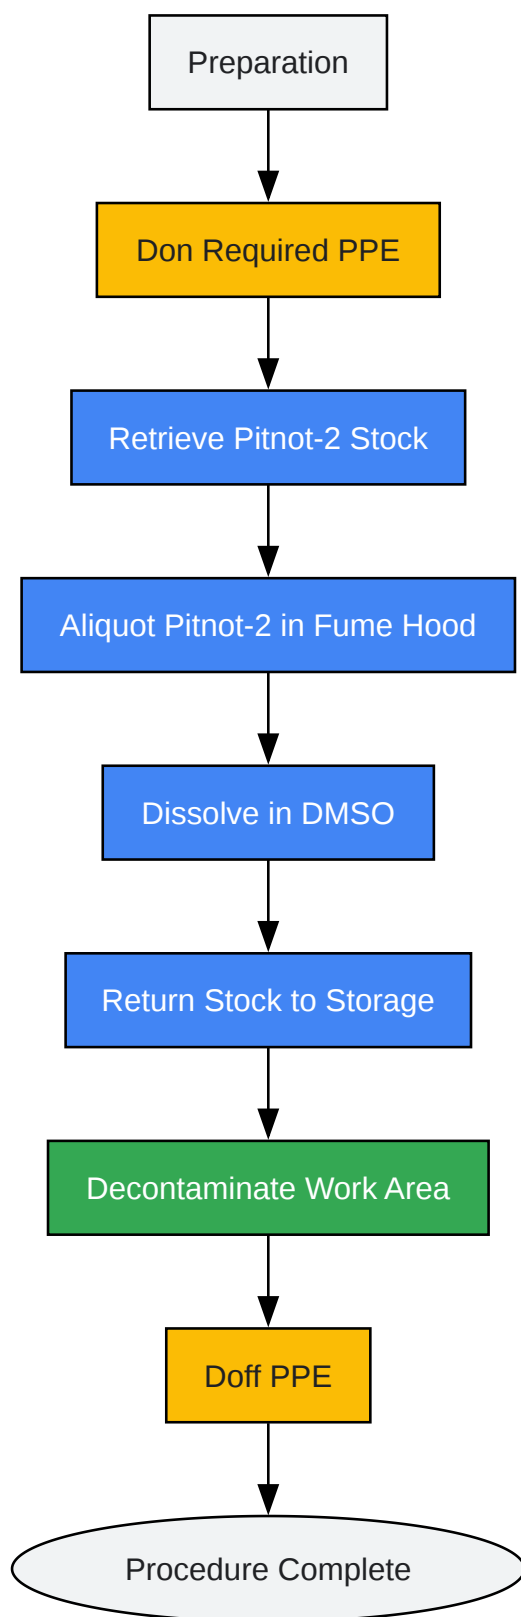 Preparation
Don Required PPE
Retrieve Pitnot-2 Stock
Aliquot Pitnot-2 in Fume Hood
Dissolve in DMSO
Return Stock to Storage
Decontaminate Work Area
Doff PPE
Procedure Complete